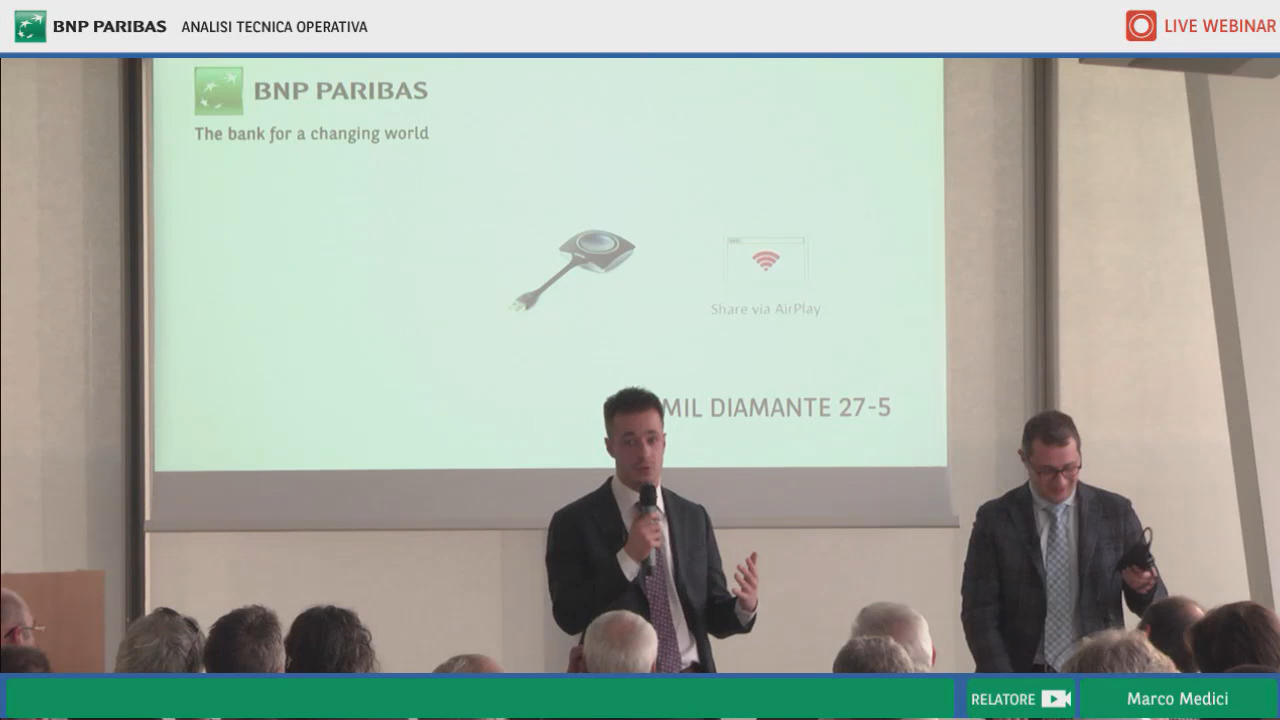 BNP PARIBAS ANALISI TECNICA OPERATIVA
LIVE WEBINAR
BNP PARIBAS
The bank for a changing world
Share via AirPlay
MIL DIAMANTE 27-5
RELATORE
Marco Medici